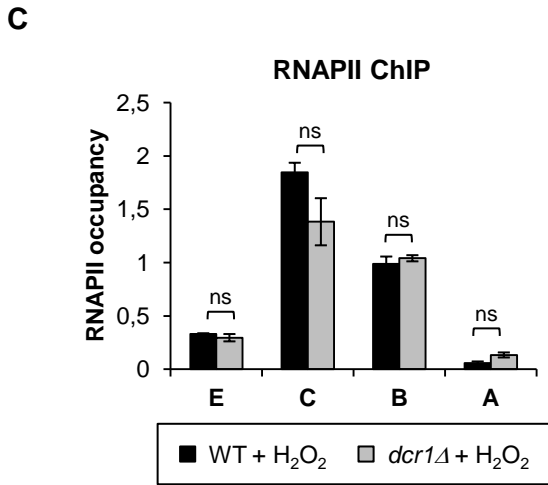 C
RNAPII ChIP
RNAPII occupancy
2,5
2
1,5
1
0,5
0
ns
ns
ns
ns
E C B A
WT + H₂O₂ dcr1Δ + H₂O₂